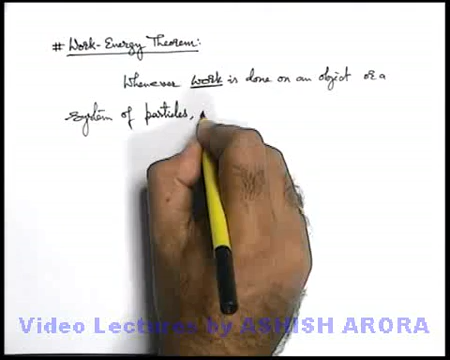 # Work-Energy Theorem:
Whenever work is done on an object or a
system of particles,
Video Lectures by ASHISH ARORA